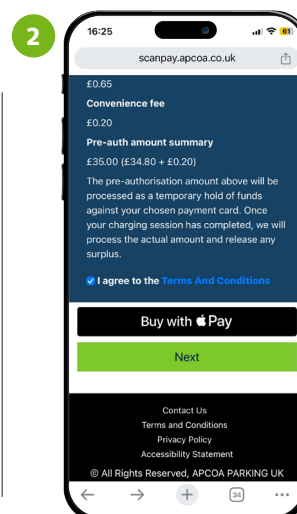 2
16:25
61
scanpay.apcoa.co.uk
£0.65
Convenience fee
£0.20
Pre-auth amount summary
£35.00 (£34.80 + £0.20)
The pre-authorisation amount above will be
processed as a temporary hold of funds
against your chosen payment card. Once
your charging session has completed, we will
process the actual amount and release any
surplus.
I agree to the Terms And Conditions
Buy with Pay
Next
Contact Us
Terms and Conditions
Privacy Policy
Accessibility Statement
© All Rights Reserved, APCOA PARKING UK
34